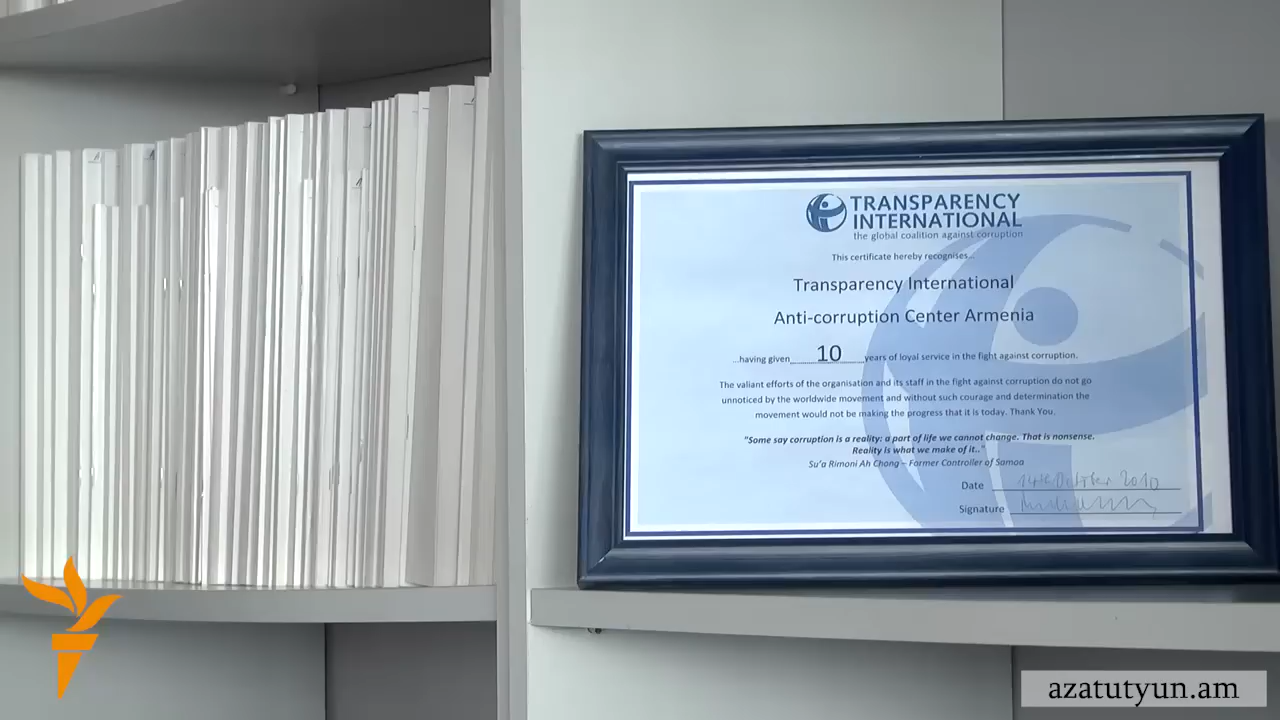 TRANSPARENCY
INTERNATIONAL
the global coalition against corruption
This certificate hereby recognises...
Transparency International
Anti-corruption Center Armenia
...having given 10 years of loyal service in the fight against corruption.
The valiant efforts of the organisation and its staff in the fight against corruption do not go
unnoticed by the worldwide movement and without such courage and determination the
movement would not be making the progress that it is today. Thank You.
"Some say corruption is a reality: a part of life we cannot change. That is nonsense.
Reality is what we make of it.."
Su'a Rimoni Ah Chong – Former Controller of Samoa
Date 14th October 2010
Signature
azatutyun.am